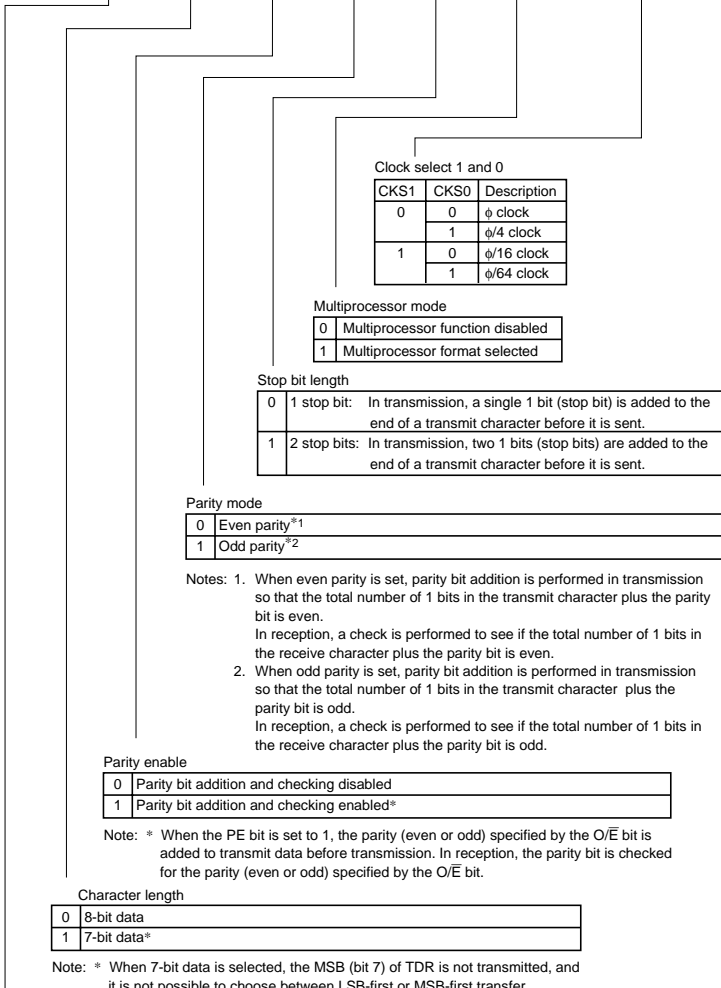 Clock select 1 and 0
CKS1 CKS0 Description
0 0 ϕ clock
1 ϕ/4 clock
1 0 ϕ/16 clock
1 ϕ/64 clock
Multiprocessor mode
0 Multiprocessor function disabled
1 Multiprocessor format selected
Stop bit length
0 1 stop bit: In transmission, a single 1 bit (stop bit) is added to the
end of a transmit character before it is sent.
1 2 stop bits: In transmission, two 1 bits (stop bits) are added to the
end of a transmit character before it is sent.
Parity mode
0 Even parity*1
1 Odd parity*2
Notes: 1. When even parity is set, parity bit addition is performed in transmission
so that the total number of 1 bits in the transmit character plus the parity
bit is even.
In reception, a check is performed to see if the total number of 1 bits in
the receive character plus the parity bit is even.
2. When odd parity is set, parity bit addition is performed in transmission
so that the total number of 1 bits in the transmit character plus the
parity bit is odd.
In reception, a check is performed to see if the total number of 1 bits in
the receive character plus the parity bit is odd.
Parity enable
0 Parity bit addition and checking disabled
1 Parity bit addition and checking enabled*
Note: * When the PE bit is set to 1, the parity (even or odd) specified by the O/E̅ bit is
added to transmit data before transmission. In reception, the parity bit is checked
for the parity (even or odd) specified by the O/E̅ bit.
Character length
0 8-bit data
1 7-bit data*
Note: * When 7-bit data is selected, the MSB (bit 7) of TDR is not transmitted, and
it is not possible to choose between LSB-first or MSB-first transfer